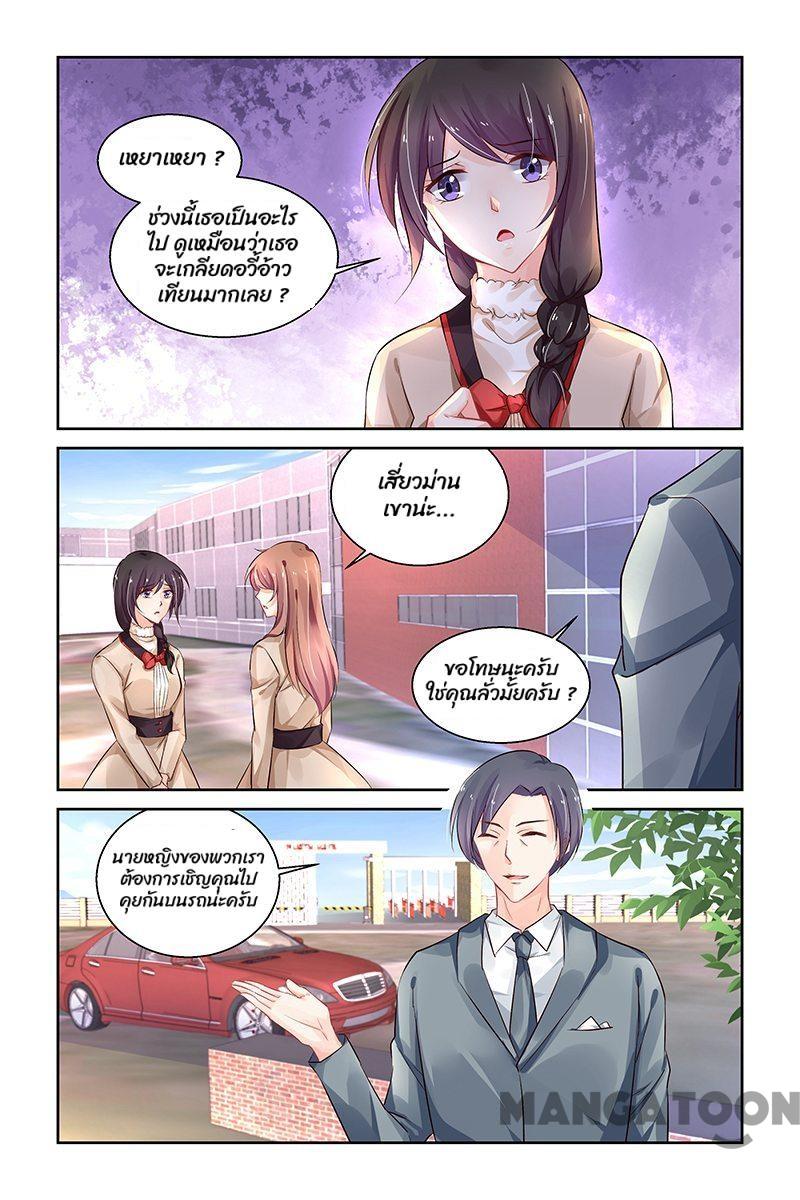 เหยาเหยา ?
ช่วงนี้เธอเป็นอะไร
ไป ดูเหมือนว่าเธอ
จะเกลียดอวี้อ้าว
เทียนมากเลย ?
เสี่ยวม่าน
เขาน่ะ...
ขอโทษนะครับ
ใช่คุณลั่วมั้ยครับ ?
นายหญิงของพวกเรา
ต้องการเชิญคุณไป
คุยกันบนรถน่ะครับ
MANGATOON